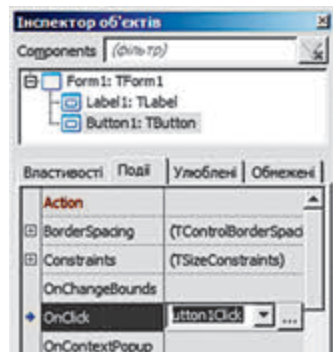 Інспектор об'єктів
Components (фільтр)
Form1: TForm1
Label1: TLabel
Button1: TButton
Властивості Події Улюблені Обмежені
Action
BorderSpacing (TControlBorderSpaci
Constraints (TSizeConstraints)
OnChangeBounds
OnClick utton1Click ...
OnContextPopup